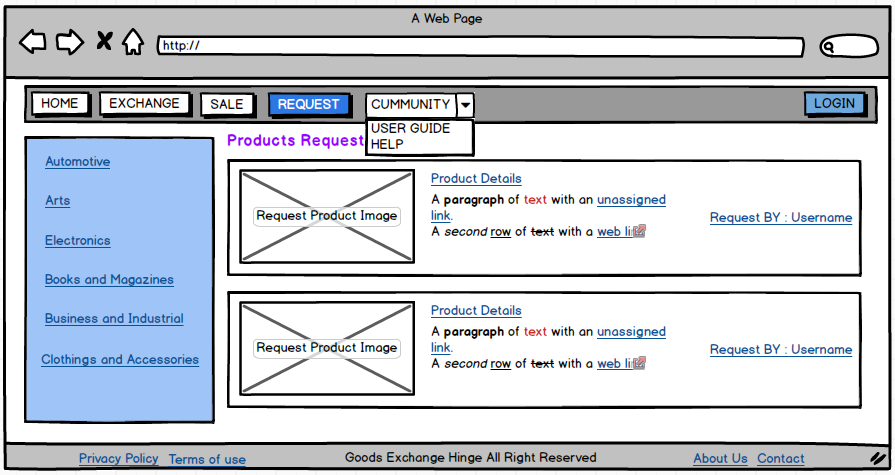 A Web Page
http://
HOME EXCHANGE SALE REQUEST CUMMUNITY LOGIN
USER GUIDE
HELP
Products Request
Automotive
Arts
Electronics
Books and Magazines
Business and Industrial
Clothings and Accessories
Request Product Image
Product Details
A paragraph of text with an unassigned
link.
A second row of text with a web link
Request BY : Username
Request Product Image
Product Details
A paragraph of text with an unassigned
link.
A second row of text with a web link
Request BY : Username
Privacy Policy Terms of use Goods Exchange Hinge All Right Reserved About Us Contact